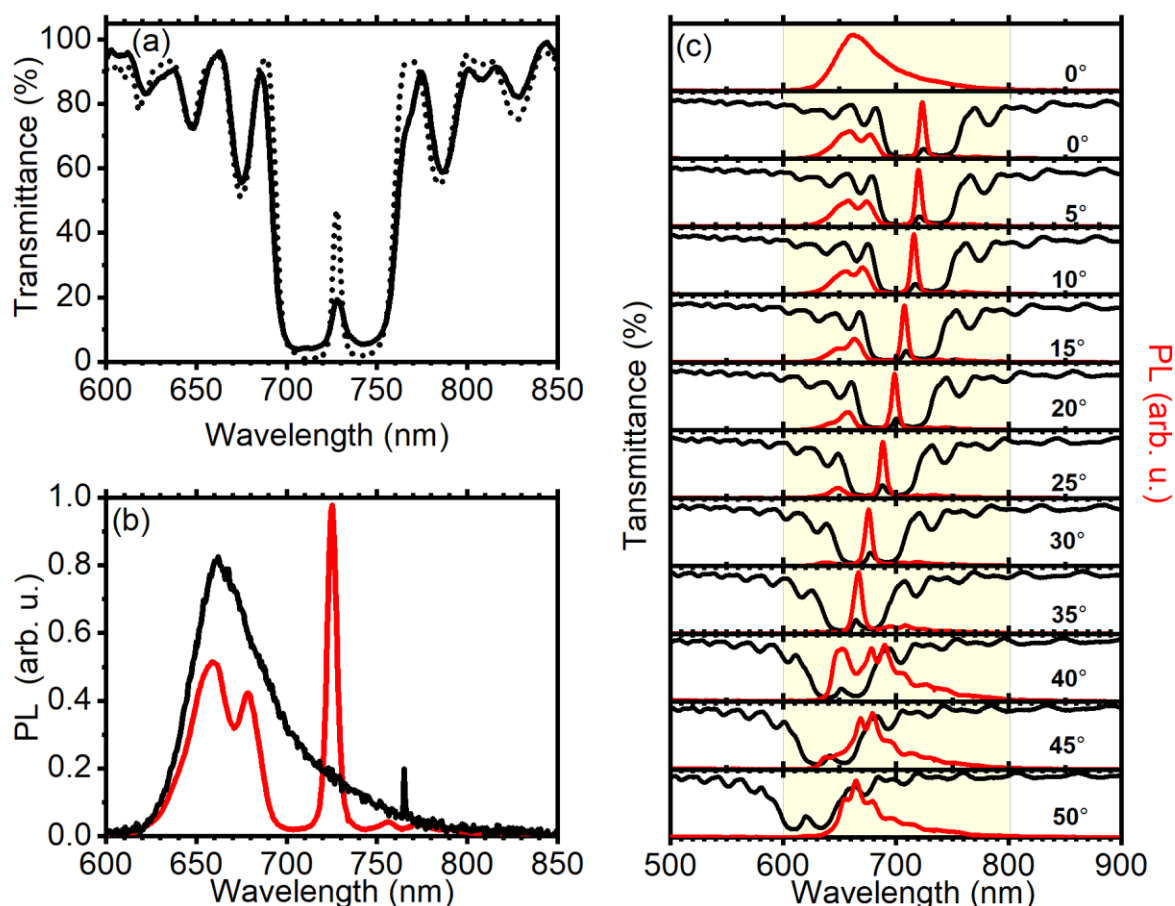 (a)
Transmittance (%)
100
80
60
40
20
0
600 650 700 750 800 850
Wavelength (nm)
(b)
PL (arb. u.)
1.0
0.8
0.6
0.4
0.2
0.0
600 650 700 750 800 850
Wavelength (nm)
(c)
Tansmittance (%)
PL (arb. u.)
0°
0°
5°
10°
15°
20°
25°
30°
35°
40°
45°
50°
500 600 700 800 900
Wavelength (nm)